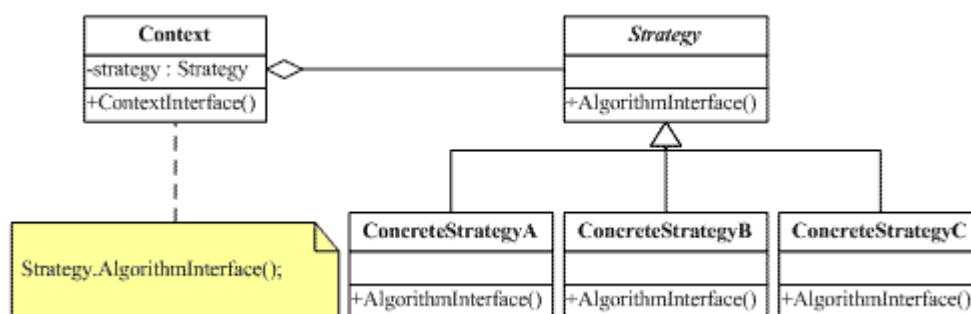 Context
-strategy : Strategy
+ContextInterface()
Strategy
+AlgorithmInterface()
Strategy.AlgorithmInterface();
ConcreteStrategyA
+AlgorithmInterface()
ConcreteStrategyB
+AlgorithmInterface()
ConcreteStrategyC
+AlgorithmInterface()